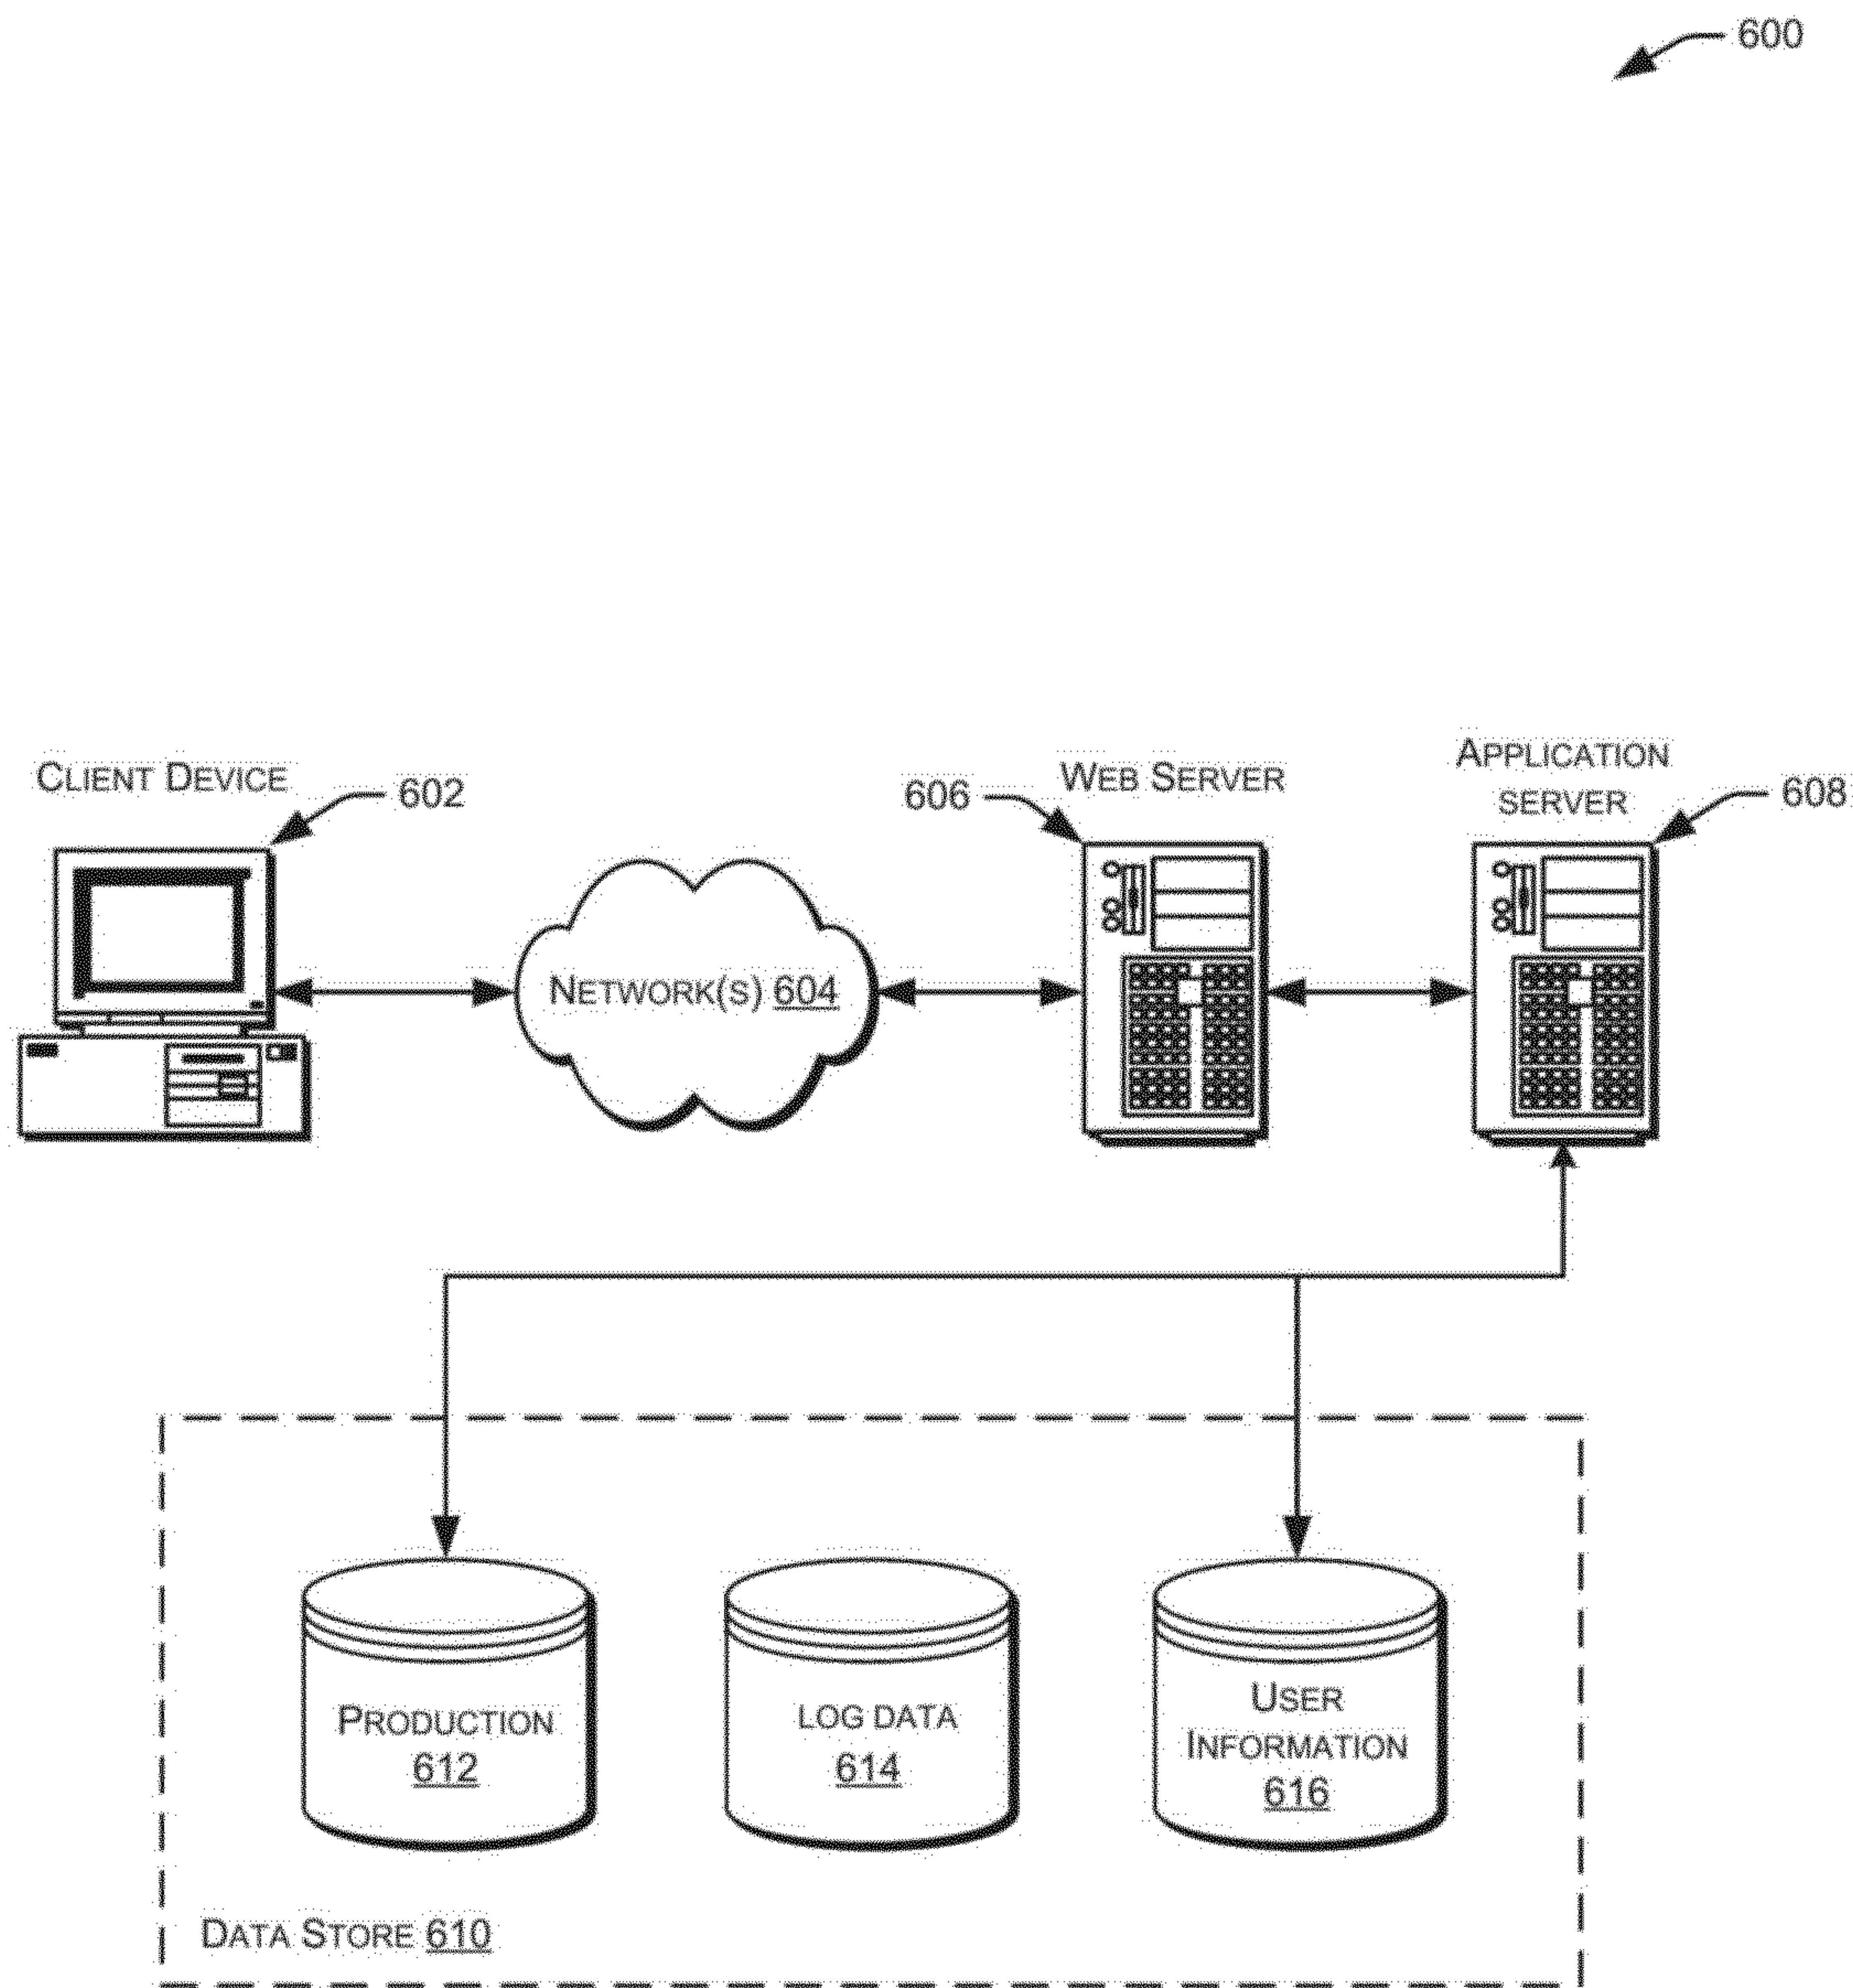 600
CLIENT DEVICE
602
606
WEB SERVER
APPLICATION
SERVER
608
NETWORK(S) 604
PRODUCTION
612
LOG DATA
614
USER
INFORMATION
616
DATA STORE 610